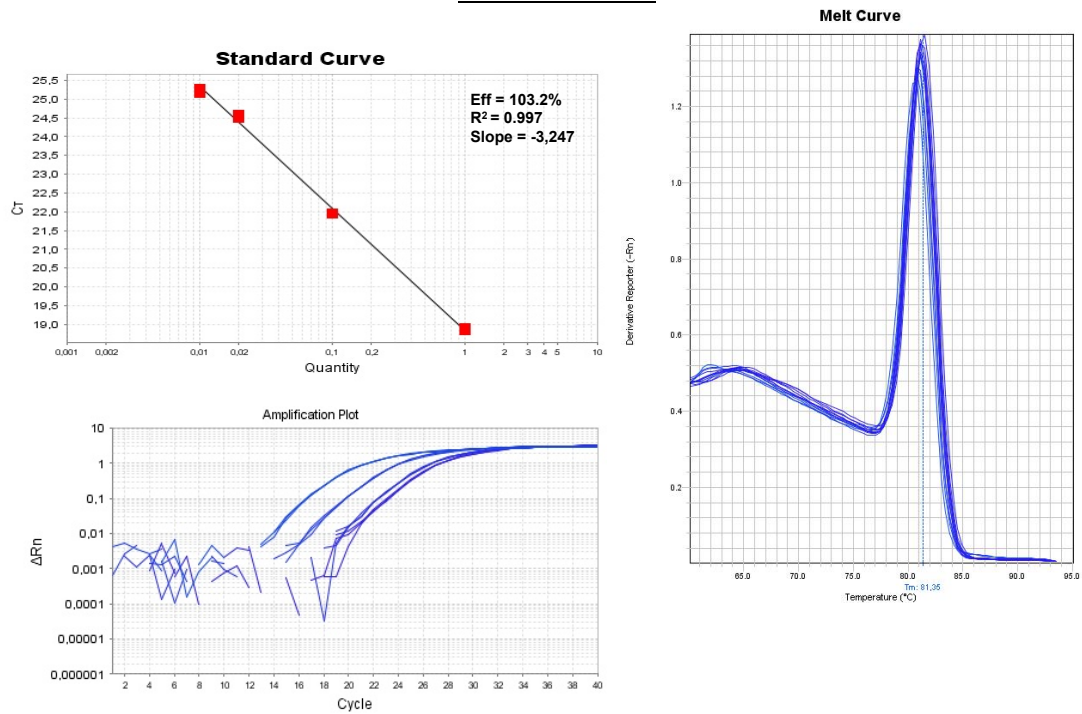 Standard Curve
25,5
25,0
24,5
24,0
23,5
23,0
22,5
22,0
21,5
21,0
20,5
20,0
19,5
19,0
Cт
Eff = 103.2%
R² = 0.997
Slope = -3,247
0,001 0,002 0,01 0,02 0,1 0,2 1 2 3 4 5 10
Quantity
Amplification Plot
10
1
0,1
0,01
0,001
0,0001
0,00001
0,000001
ΔRn
2 4 6 8 10 12 14 16 18 20 22 24 26 28 30 32 34 36 38 40
Cycle
Melt Curve
1.2
1.0
0.8
0.6
0.4
0.2
Derivative Reporter (-Rn')
65.0 70.0 75.0 80.0 85.0 90.0 95.0
Tm: 81,35
Temperature (°C)